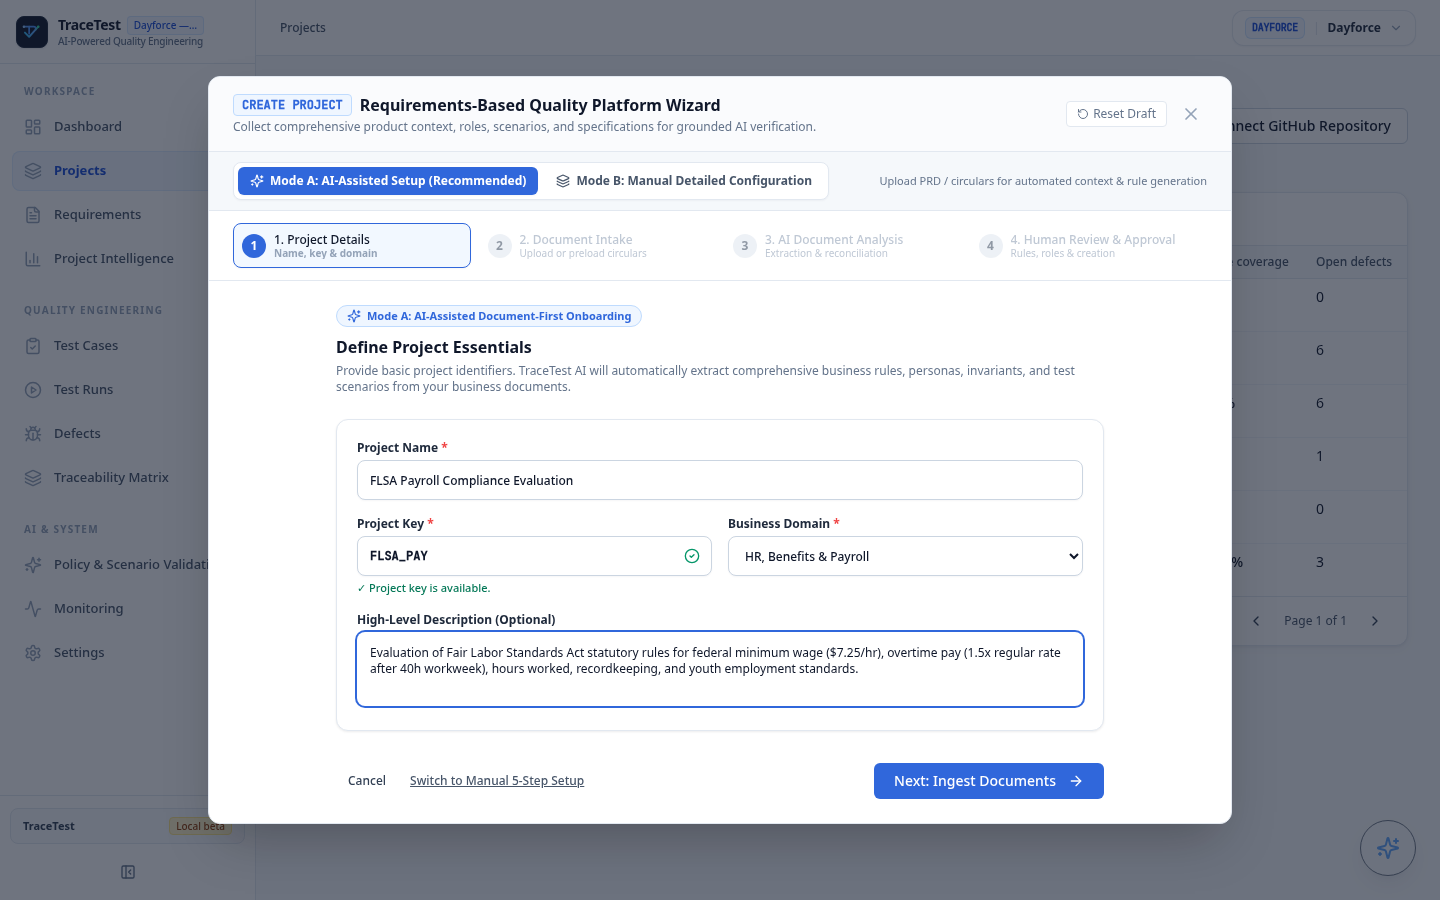 TraceTest
Dayforce —...
AI-Powered Quality Engineering
Projects
DAYFORCE
Dayforce
WORKSPACE
Dashboard
Projects
Requirements
Project Intelligence
QUALITY ENGINEERING
Test Cases
Test Runs
Defects
Traceability Matrix
AI & SYSTEM
Policy & Scenario Validati
Monitoring
Settings
TraceTest
Local beta
CREATE PROJECT
Requirements-Based Quality Platform Wizard
Collect comprehensive product context, roles, scenarios, and specifications for grounded AI verification.
Reset Draft
Mode A: AI-Assisted Setup (Recommended)
Mode B: Manual Detailed Configuration
Upload PRD / circulars for automated context & rule generation
1
1. Project Details
Name, key & domain
2
2. Document Intake
Upload or preload circulars
3
3. AI Document Analysis
Extraction & reconciliation
4
4. Human Review & Approval
Rules, roles & creation
Mode A: AI-Assisted Document-First Onboarding
Define Project Essentials
Provide basic project identifiers. TraceTest AI will automatically extract comprehensive business rules, personas, invariants, and test
scenarios from your business documents.
Project Name *
FLSA Payroll Compliance Evaluation
Project Key *
FLSA_PAY
✓ Project key is available.
Business Domain *
HR, Benefits & Payroll
High-Level Description (Optional)
Evaluation of Fair Labor Standards Act statutory rules for federal minimum wage ($7.25/hr), overtime pay (1.5x regular rate
after 40h workweek), hours worked, recordkeeping, and youth employment standards.
Cancel
Switch to Manual 5-Step Setup
Next: Ingest Documents
GitHub Repository
coverage
Open defects
0
6
6
1
0
%
3
Page 1 of 1